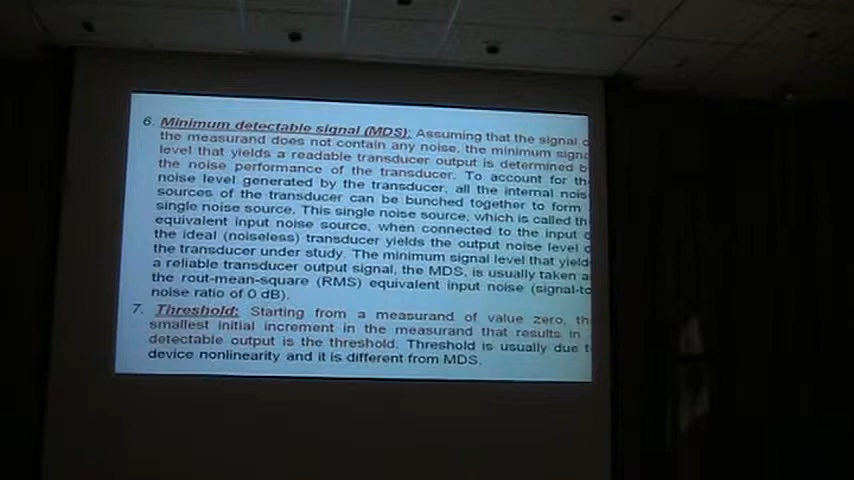 6. Minimum detectable signal (MDS): Assuming that the signal o
the measurand does not contain any noise, the minimum signa
level that yields a readable transducer output is determined b
the noise performance of the transducer. To account for th
noise level generated by the transducer, all the internal nois
sources of the transducer can be bunched together to form
single noise source. This single noise source, which is called th
equivalent input noise source, when connected to the input o
the ideal (noiseless) transducer yields the output noise level o
the transducer under study. The minimum signal level that yield
a reliable transducer output signal, the MDS, is usually taken a
the rout-mean-square (RMS) equivalent input noise (signal-to
noise ratio of 0 dB).
7. Threshold: Starting from a measurand of value zero, th
smallest initial increment in the measurand that results in
detectable output is the threshold. Threshold is usually due t
device nonlinearity and it is different from MDS.